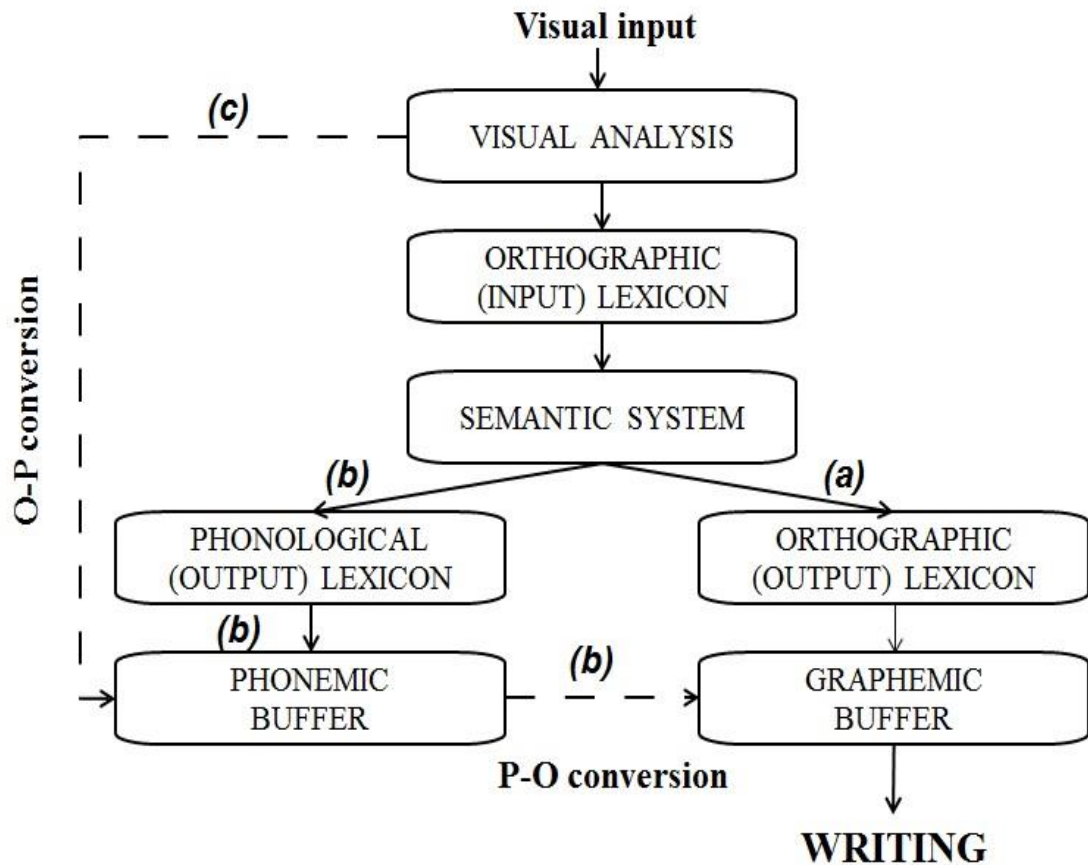 Visual input
(c)
VISUAL ANALYSIS
ORTHOGRAPHIC
(INPUT) LEXICON
O-P conversion
SEMANTIC SYSTEM
(b)
(a)
PHONOLOGICAL
(OUTPUT) LEXICON
ORTHOGRAPHIC
(OUTPUT) LEXICON
(b)
(b)
PHONEMIC
BUFFER
GRAPHEMIC
BUFFER
P-O conversion
WRITING